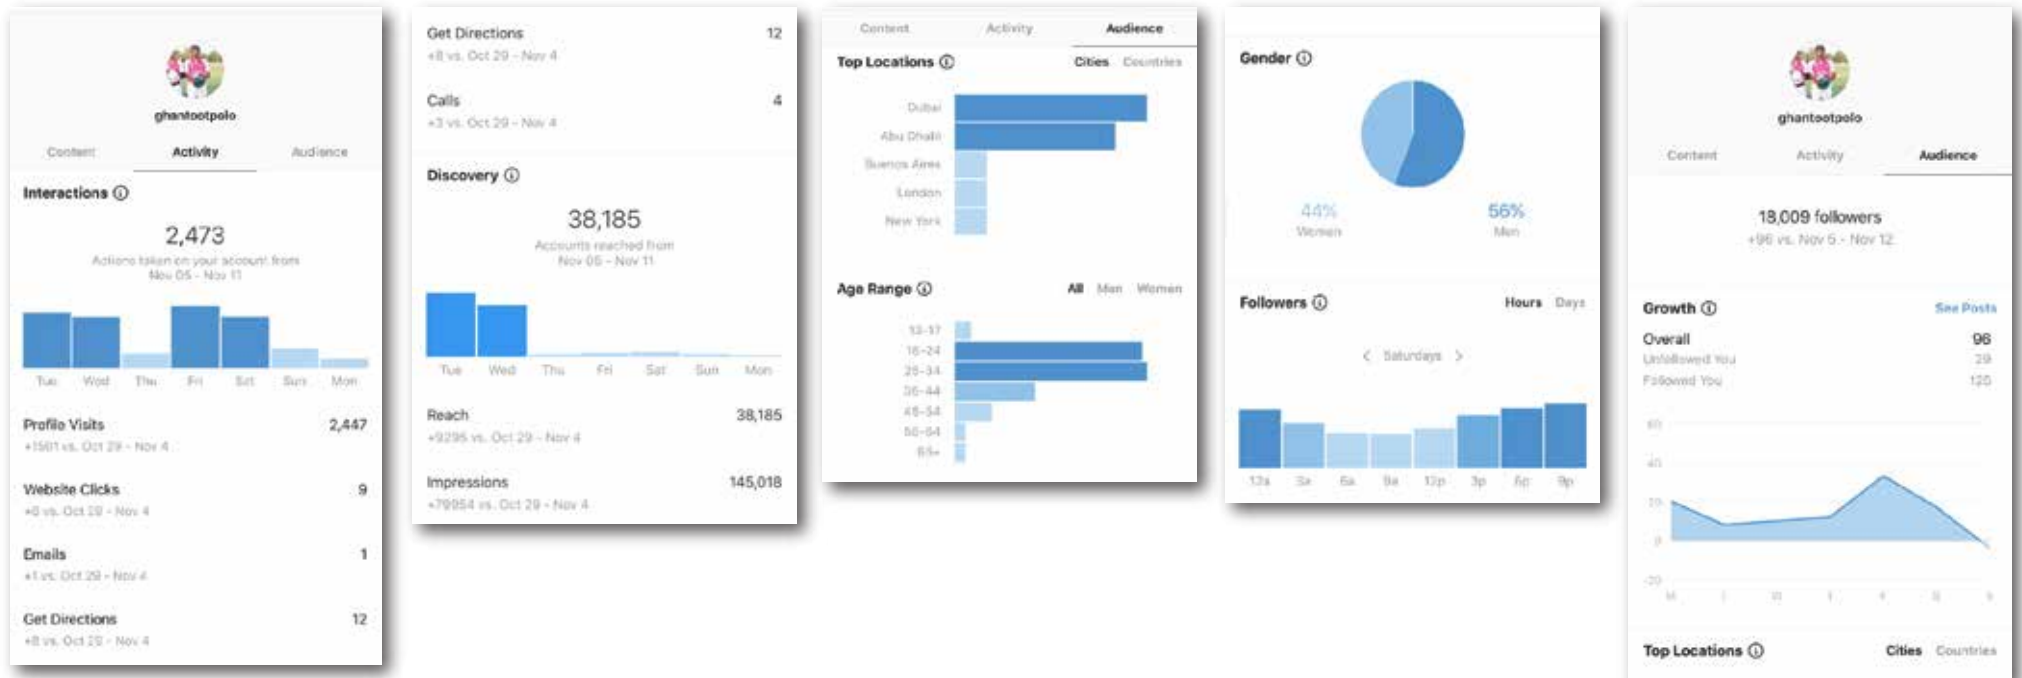 ghantootpolo
Content Activity Audience
Interactions
2,473
Actions taken on your account from
Nov 05 - Nov 11
Tue Wed Thu Fri Sat Sun Mon
Profile Visits 2,447
+1561 vs. Oct 29 - Nov 4
Website Clicks 9
vs. Oct 29 - Nov 4
Emails 1
+1 vs. Oct 29 - Nov 4
Get Directions 12
+8 vs. Oct 29 - Nov 4
Get Directions 12
+8 vs. Oct 29 - Nov 4
Calls 4
+3 vs. Oct 29 - Nov 4
Discovery
38,185
Accounts reached from
Nov 05 - Nov 11
Tue Wed Thu Fri Sat Sun Mon
Reach 38,185
+9295 vs. Oct 29 - Nov 4
Impressions 145,018
+79954 vs. Oct 29 - Nov 4
Content Activity Audience
Top Locations Cities Countries
Dubai
Abu Dhabi
Buenos Aires
London
New York
Age Range All Men Women
13-17
18-24
25-34
35-44
45-54
55-64
65+
Gender
44% 56%
Women Men
Followers Hours Days
< Saturdays >
12a 3a 6a 9a 12p 3p 6p 9p
ghantootpolo
Content Activity Audience
18,009 followers
+96 vs. Nov 5 - Nov 12
Growth See Posts
Overall 96
Unfollowed You 29
Followed You 125
60
40
20
0
-20
M T W T F S S
Top Locations Cities Countries